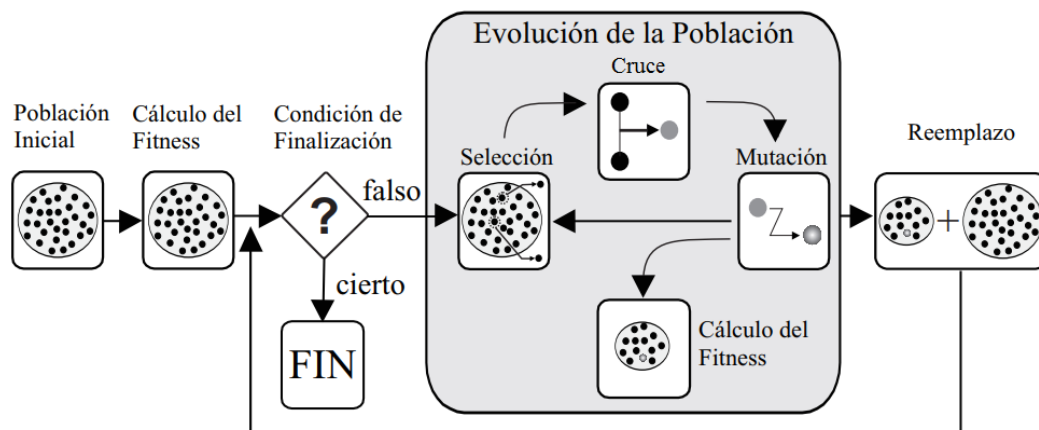 Evolución de la Población
Cruce
Población
Inicial
Cálculo del
Fitness
Condición de
Finalización
Selección
Mutación
Reemplazo
falso
?
+
cierto
FIN
Cálculo del
Fitness